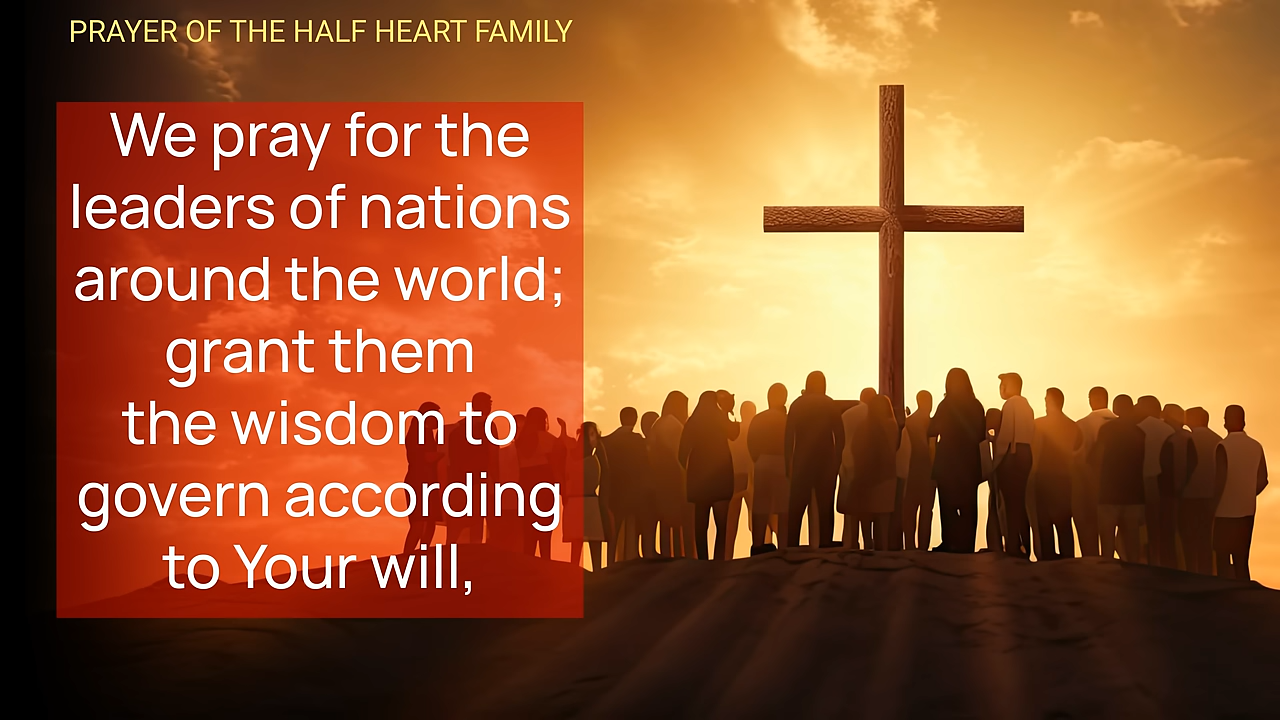 PRAYER OF THE HALF HEART FAMILY
We pray for the
leaders of nations
around the world;
grant them
the wisdom to
govern according
to Your will,